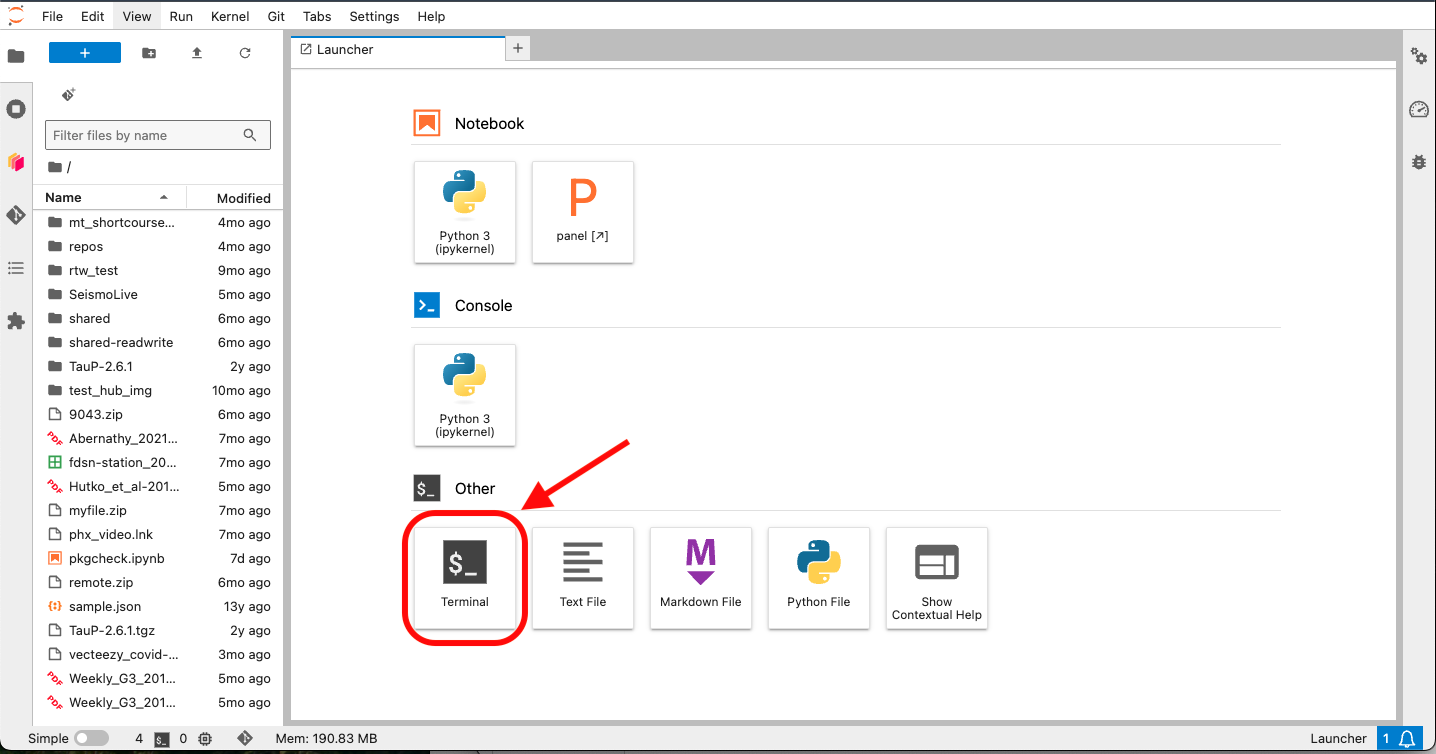 File Edit View Run Kernel Git Tabs Settings Help
+
Launcher
+
Filter files by name
/
Name Modified
mt_shortcourse... 4mo ago
repos 4mo ago
rtw_test 9mo ago
SeismoLive 5mo ago
shared 6mo ago
shared-readwrite 6mo ago
TauP-2.6.1 2y ago
test_hub_img 10mo ago
9043.zip 6mo ago
Abernathy_2021... 7mo ago
fdsn-station_20... 7mo ago
Hutko_et_al-201... 5mo ago
myfile.zip 7mo ago
phx_video.lnk 7mo ago
pkgcheck.ipynb 7d ago
remote.zip 6mo ago
sample.json 13y ago
TauP-2.6.1.tgz 2y ago
vecteezy_covid-... 3mo ago
Weekly_G3_201... 5mo ago
Weekly_G3_201... 5mo ago
Notebook
Python 3
(ipykernel)
P
panel [↗]
Console
Python 3
(ipykernel)
$_ Other
$_
Terminal
Text File
M
Markdown File
Python File
Show
Contextual Help
Simple 4 $_ 0 Mem: 190.83 MB
Launcher 1